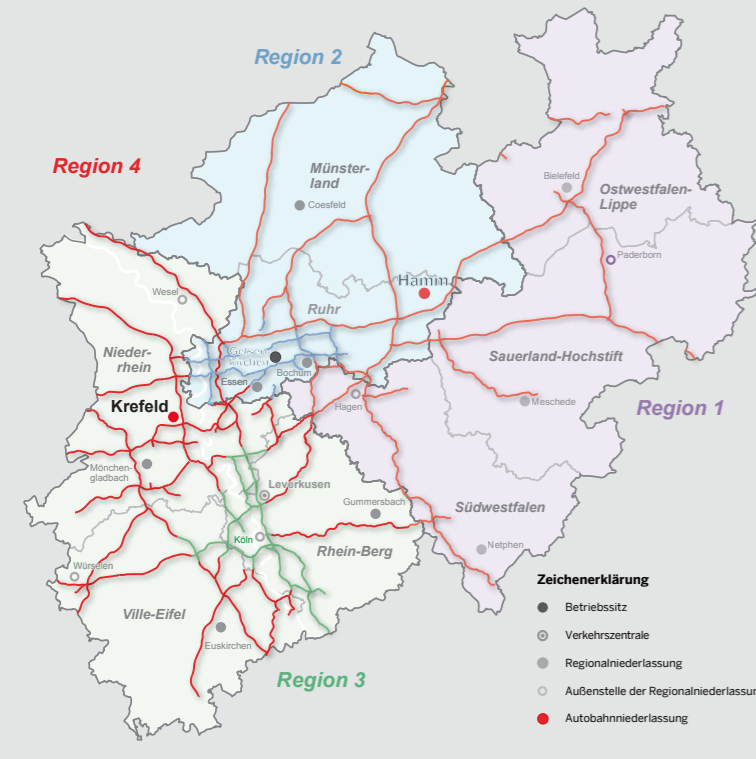 Region 2
Region 4
Münster-
land
Coesfeld
Bielefeld
Ostwestfalen-
Lippe
Paderborn
Hamm
Wesel
Ruhr
Nieder-
rhein
Gelsen-
kirchen
Bochum
Essen
Sauerland-Hochstift
Meschede
Hagen
Region 1
Krefeld
Mönchen-
gladbach
Leverkusen
Gummersbach
Südwestfalen
Köln
Rhein-Berg
Netphen
Würselen
Ville-Eifel
Euskirchen
Region 3
Zeichenerklärung
Betriebssitz
Verkehrszentrale
Regionalniederlassung
Außenstelle der Regionalniederlassun
Autobahnniederlassung